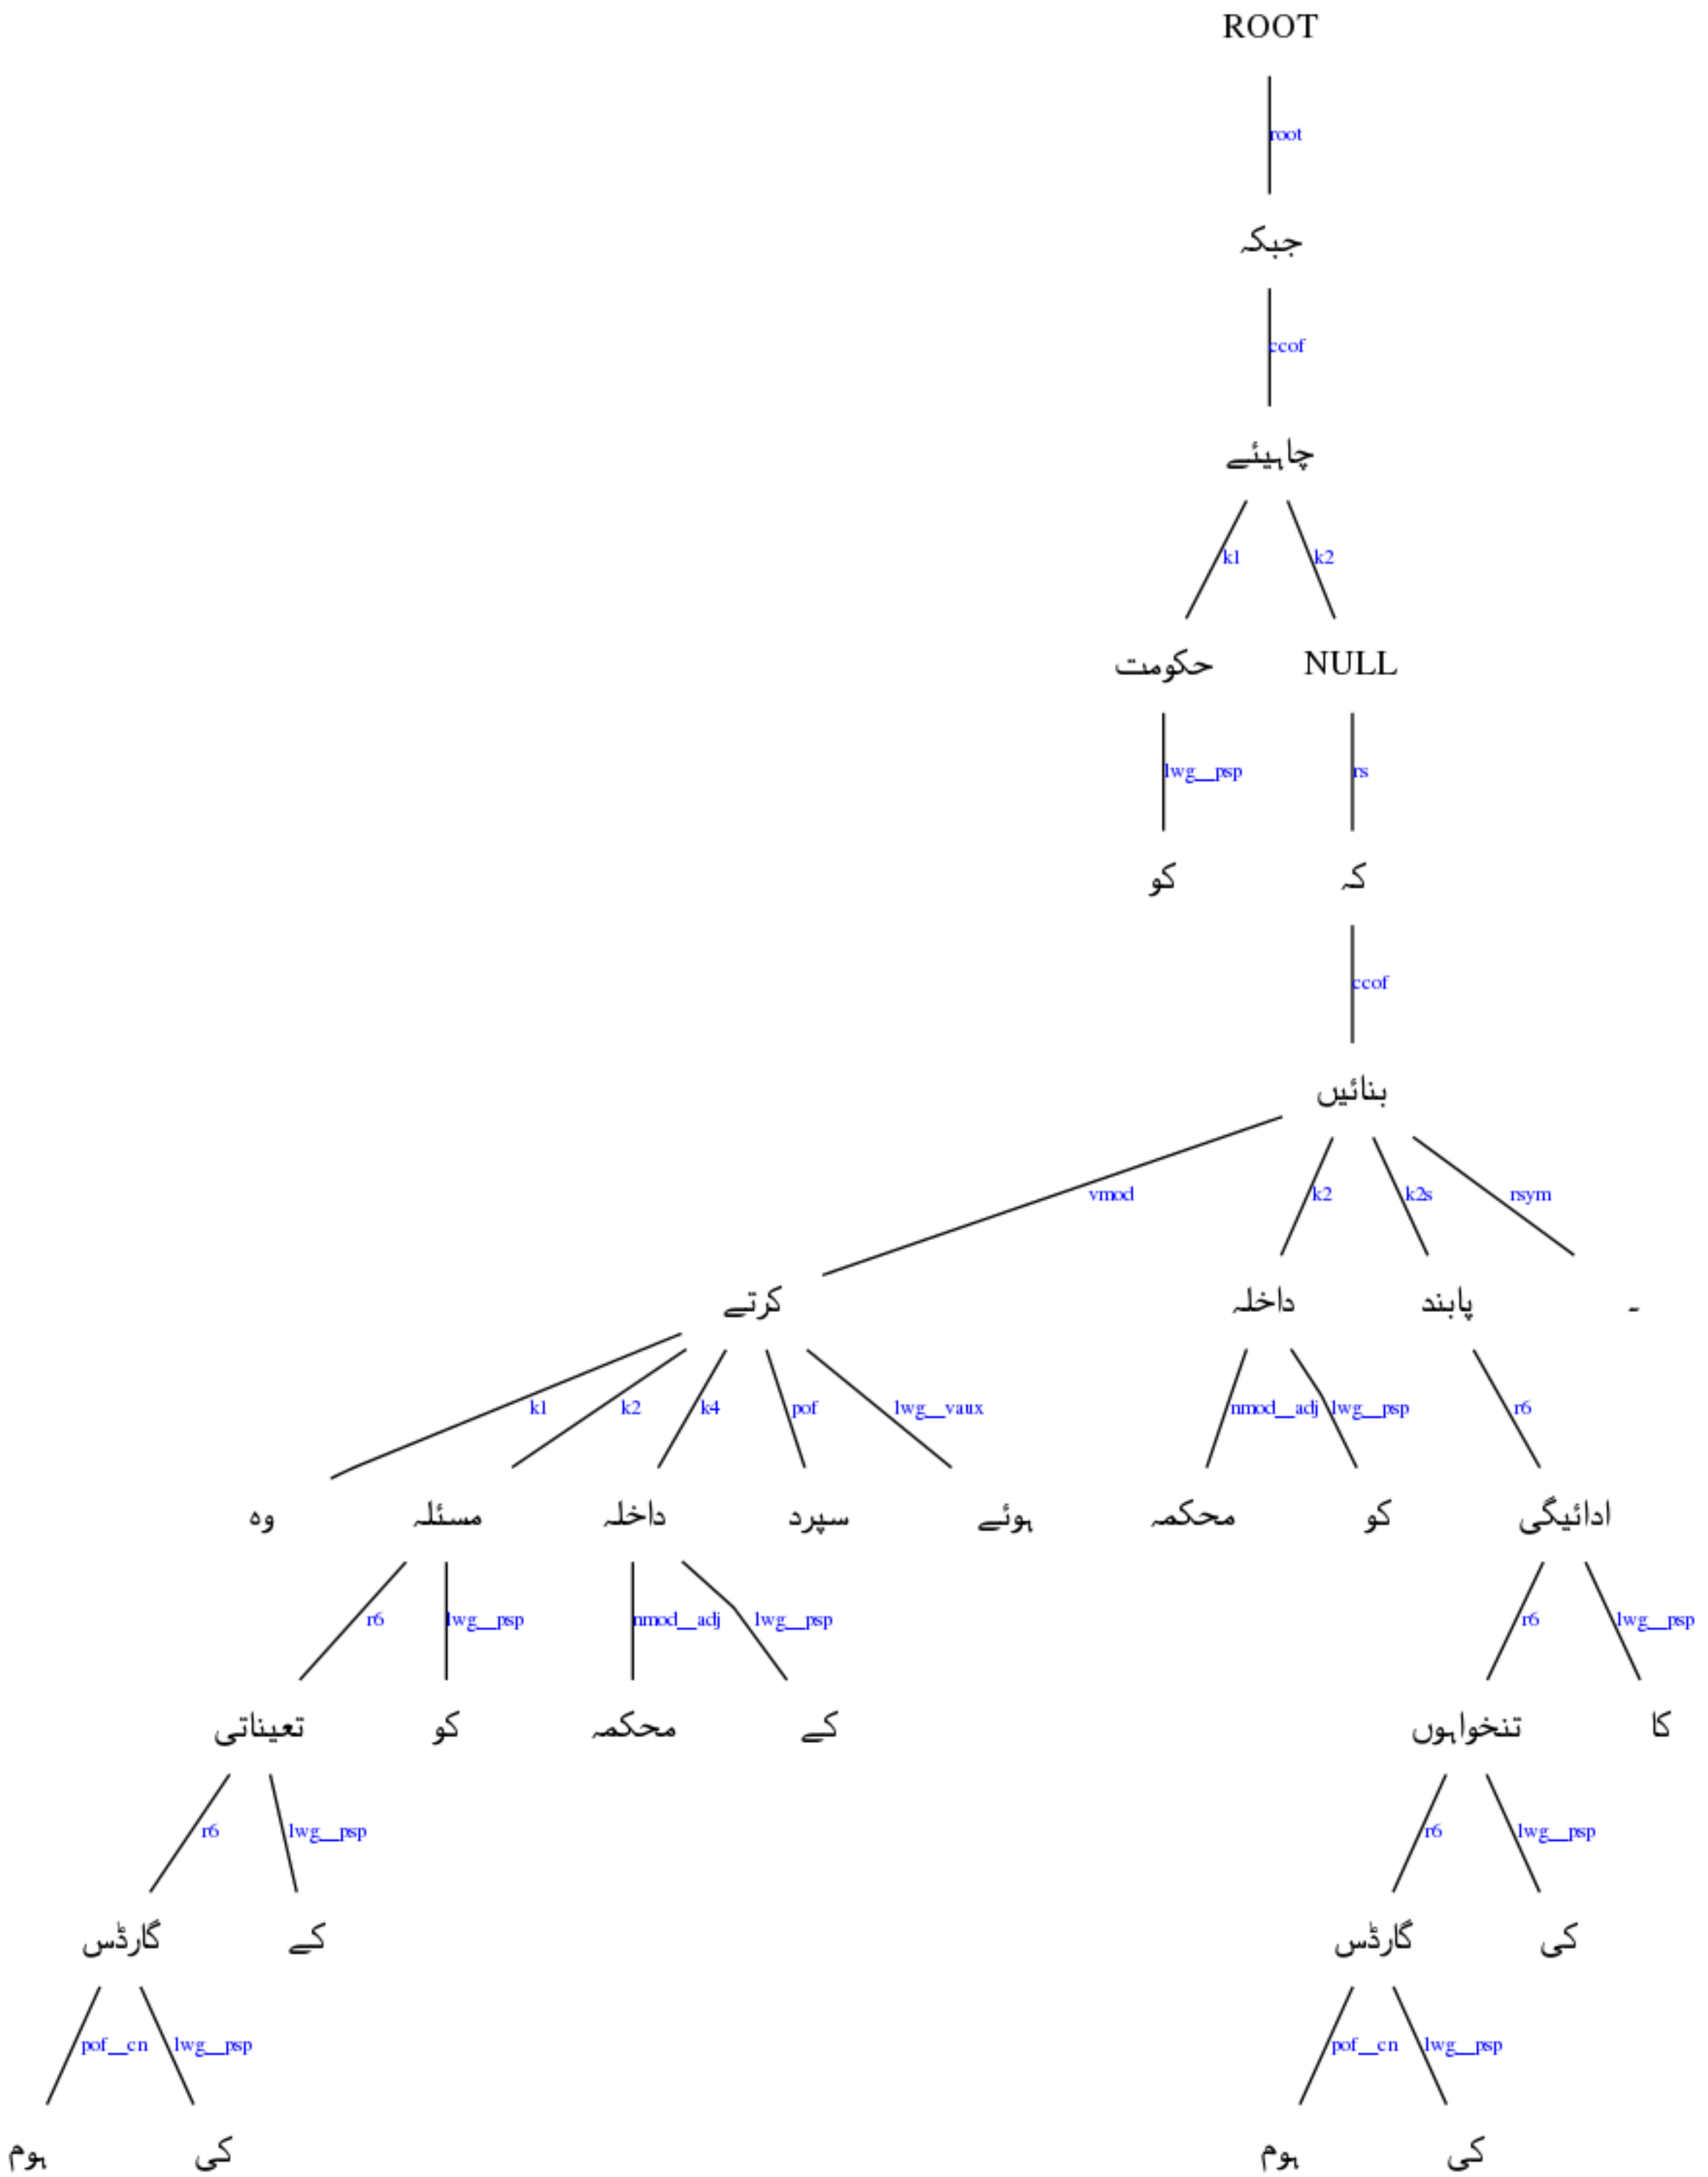 ROOT
root
جبکہ
ccof
چاہیئے
k1 k2
حکومت NULL
lwg__psp rs
کو کہ
ccof
بنائیں
vmod k2 k2s rsym
کرتے داخلہ پابند ۔
k1 k2 k4 pof lwg__vaux nmod__adj lwg__psp r6
وہ مسئلہ داخلہ سپرد ہوئے محکمہ کو ادائیگی
r6 lwg__psp nmod__adj lwg__psp r6 lwg__psp
تعیناتی کو محکمہ کے تنخواہوں کا
r6 lwg__psp r6 lwg__psp
گارڈس کے گارڈس کی
pof__cn lwg__psp pof__cn lwg__psp
ہوم کی ہوم کی